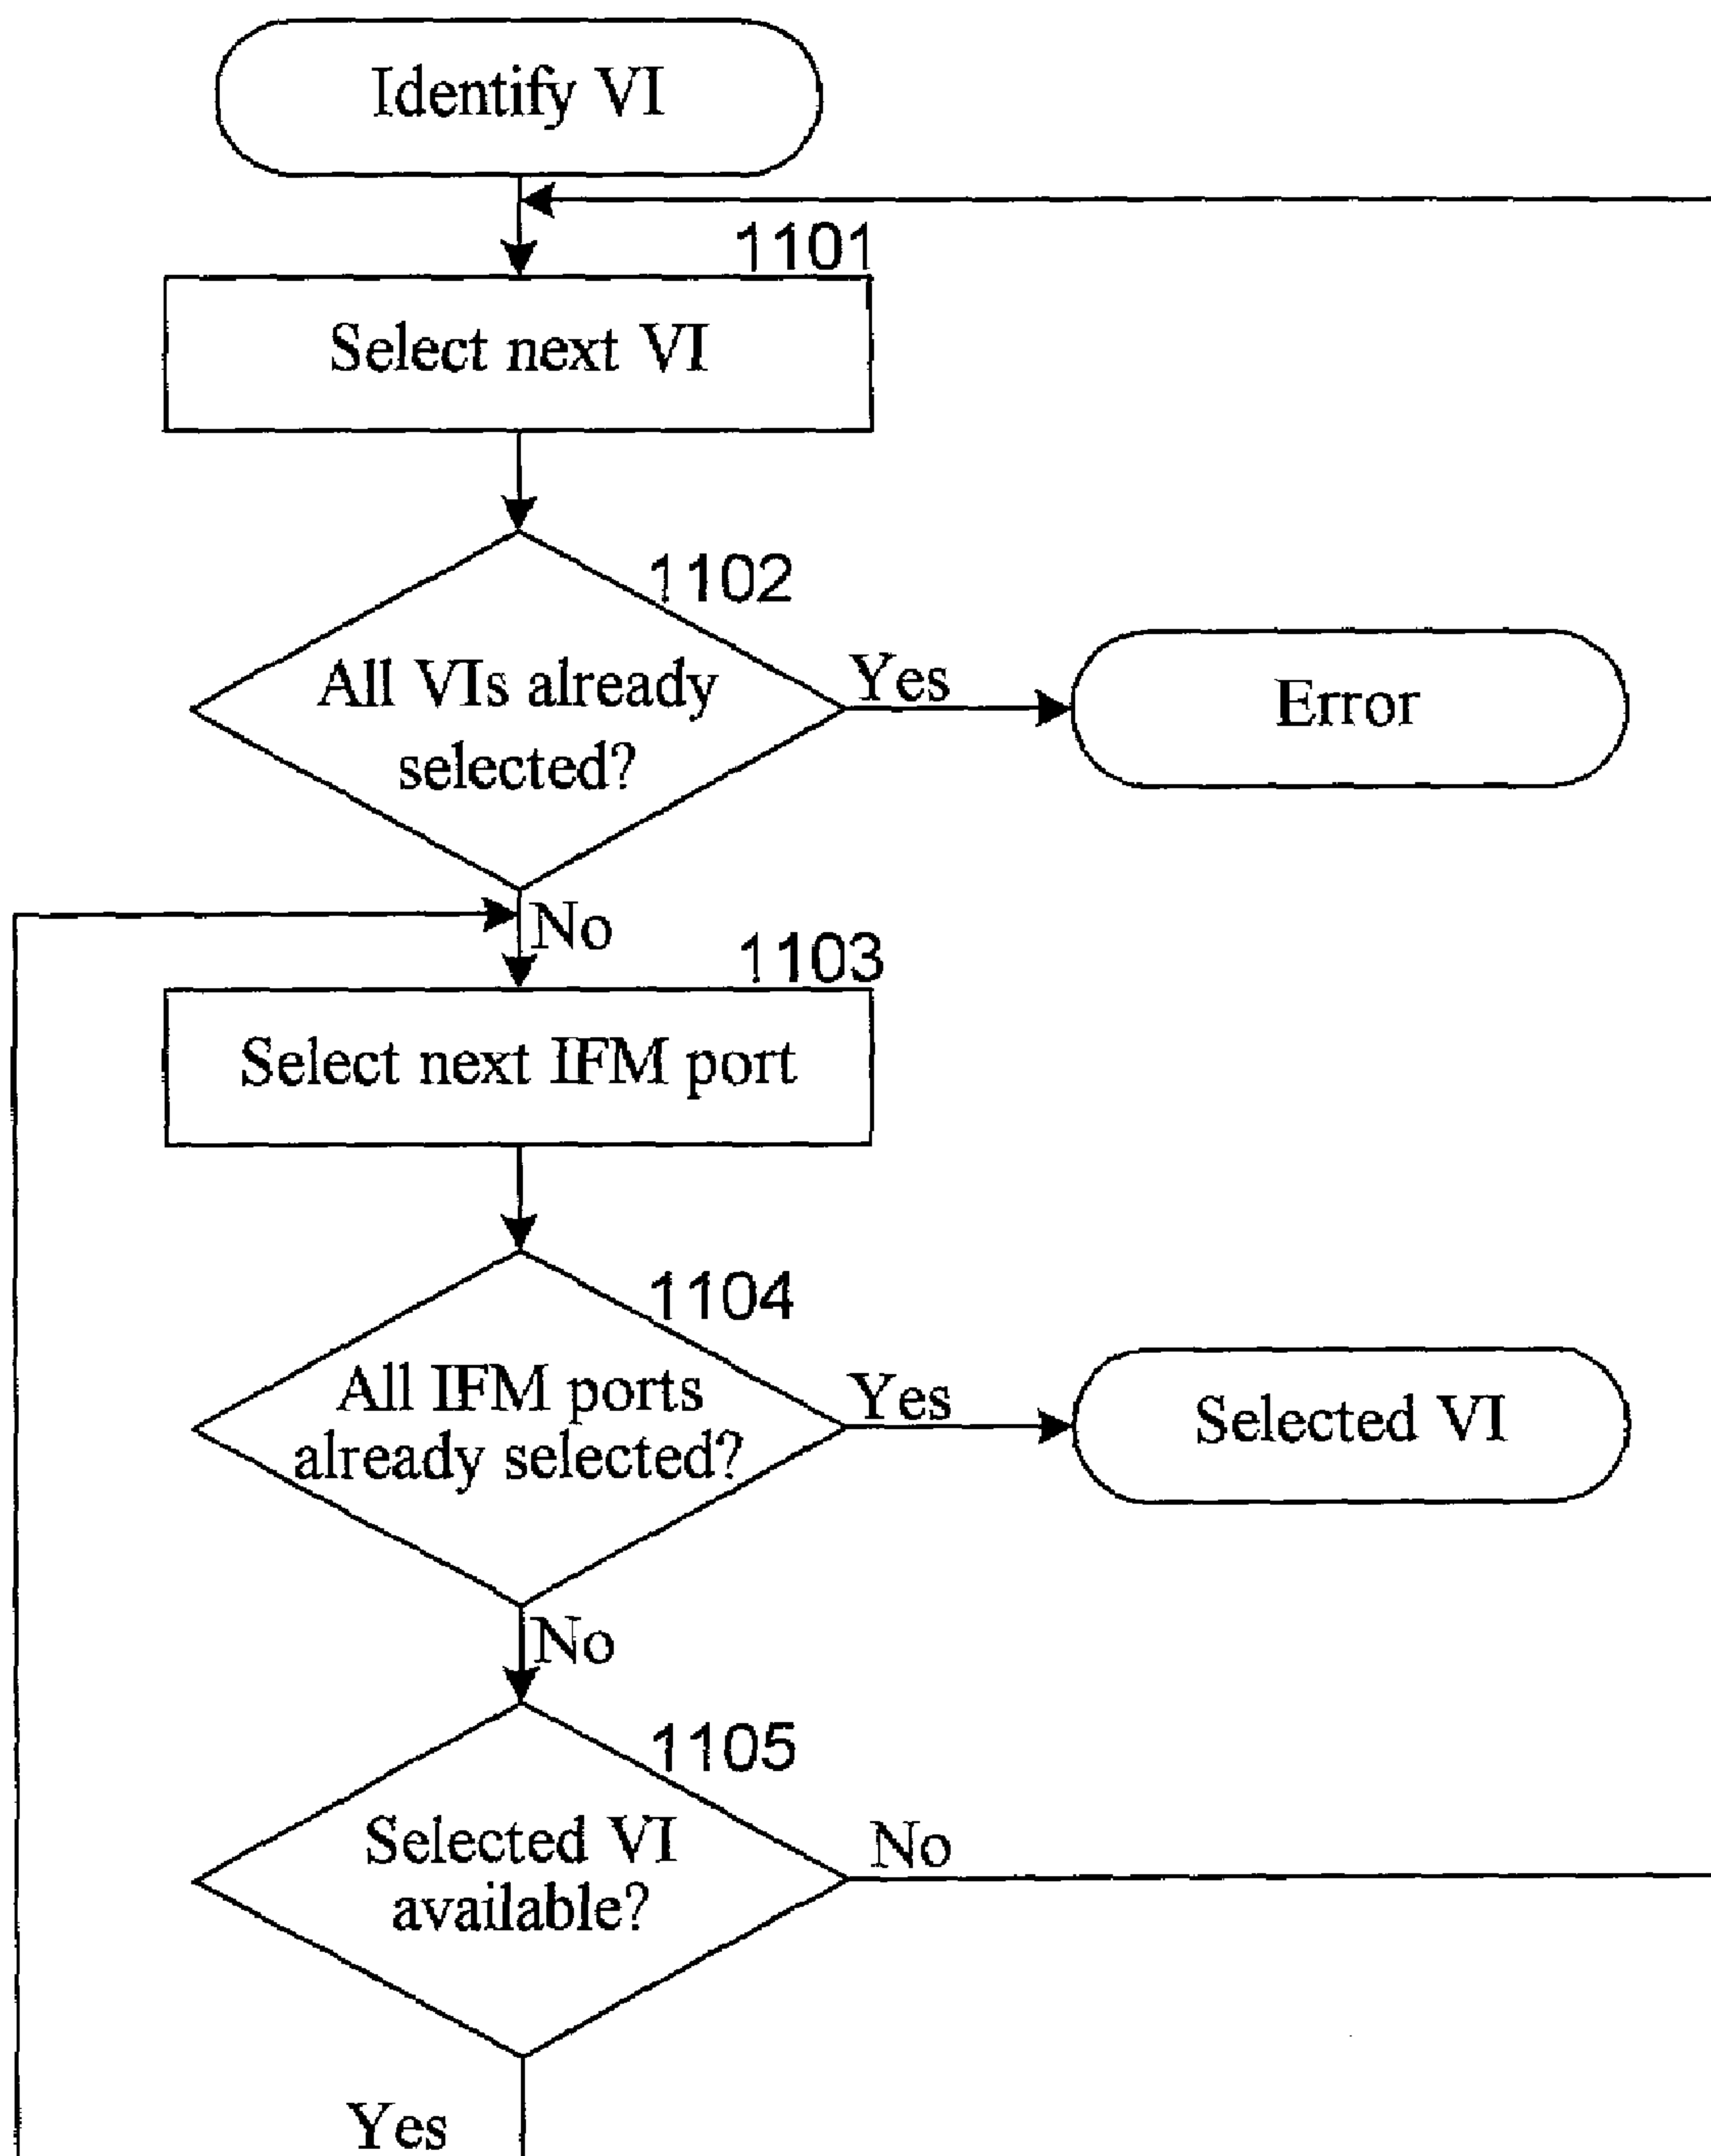 Identify VI
1101
Select next VI
1102
All VIs already
selected?
Yes
Error
No
1103
Select next IFM port
1104
All IFM ports
already selected?
Yes
Selected VI
No
1105
Selected VI
available?
No
Yes